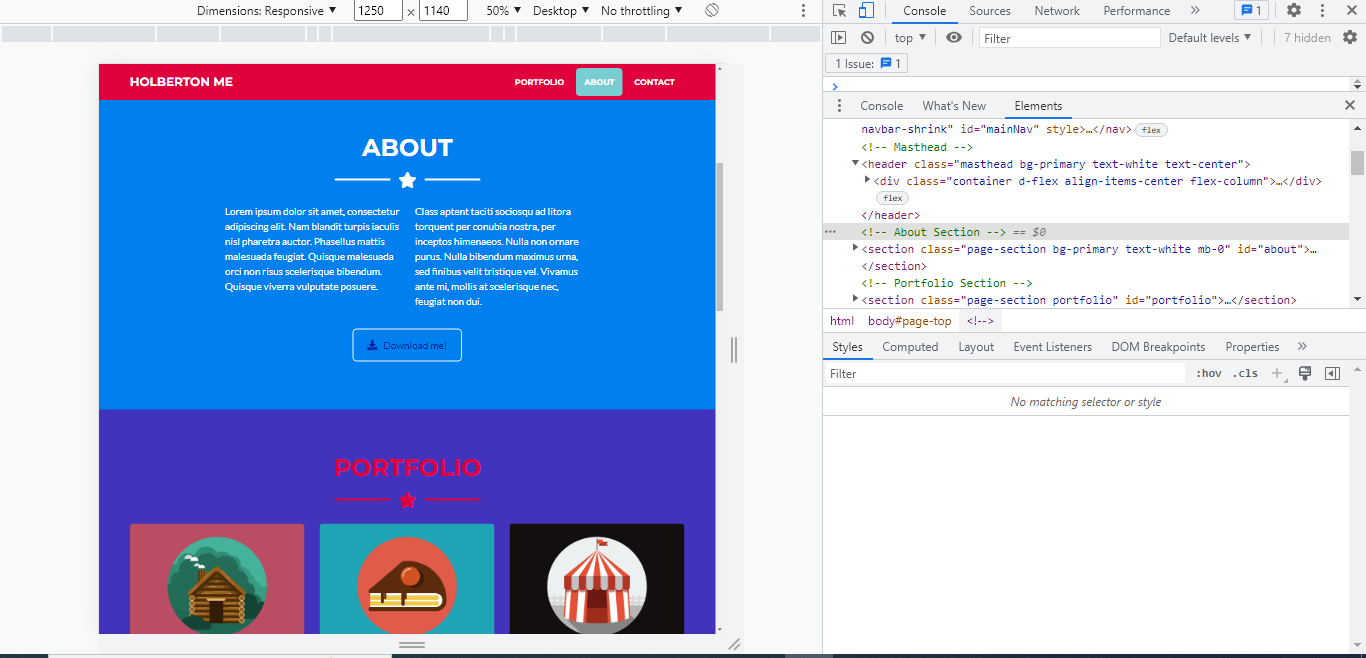 Dimensions: Responsive ▼ 1250 × 1140 50% ▼ Desktop ▼ No throttling ▼
HOLBERTON ME
PORTFOLIO ABOUT CONTACT
ABOUT
Lorem ipsum dolor sit amet, consectetur
adipiscing elit. Nam blandit turpis iaculis
nisl pharetra auctor. Phasellus mattis
malesuada feugiat. Quisque malesuada
orci non risus scelerisque bibendum.
Quisque viverra vulputate posuere.
Class aptent taciti sociosqu ad litora
torquent per conubia nostra, per
inceptos himenaeos. Nulla non ornare
purus. Nulla bibendum maximus urna,
sed finibus velit tristique vel. Vivamus
ante mi, mollis at scelerisque nec,
feugiat non dui.
Download me!
PORTFOLIO
Console Sources Network Performance » 1
top ▼ Filter Default levels ▼ 7 hidden
1 Issue: 1
Console What's New Elements
navbar-shrink" id="mainNav" style>…</nav> flex
<!-- Masthead -->
▼<header class="masthead bg-primary text-white text-center">
▶<div class="container d-flex align-items-center flex-column">…</div>
flex
</header>
<!-- About Section --> == $0
▶<section class="page-section bg-primary text-white mb-0" id="about">…
</section>
<!-- Portfolio Section -->
▶<section class="page-section portfolio" id="portfolio">…</section>
html body#page-top <!-->
Styles Computed Layout Event Listeners DOM Breakpoints Properties »
Filter :hov .cls +
No matching selector or style